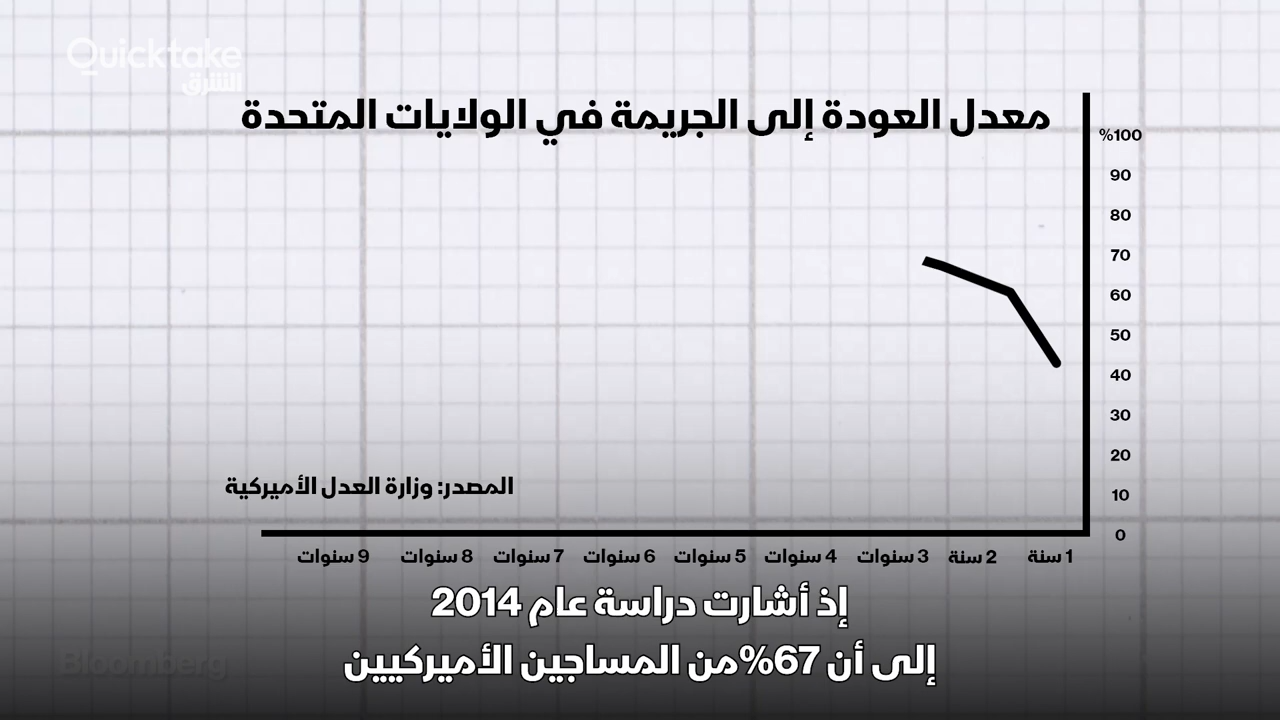 Quicktake
الشرق
معدل العودة إلى الجريمة في الولايات المتحدة
%100
90
80
70
60
50
40
30
20
10
0
المصدر: وزارة العدل الأميركية
1 سنة
2 سنة
3 سنوات
4 سنوات
5 سنوات
6 سنوات
7 سنوات
8 سنوات
9 سنوات
إذ أشارت دراسة عام 2014
إلى أن 67% من المساجين الأميركيين
Bloomberg